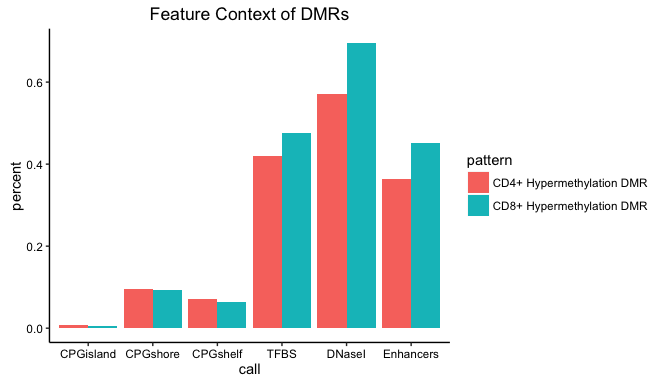 Feature Context of DMRs
percent
0.6
0.4
0.2
0.0
CPGisland CPGshore CPGshelf TFBS DNaseI Enhancers
call
pattern
CD4+ Hypermethylation DMR
CD8+ Hypermethylation DMR